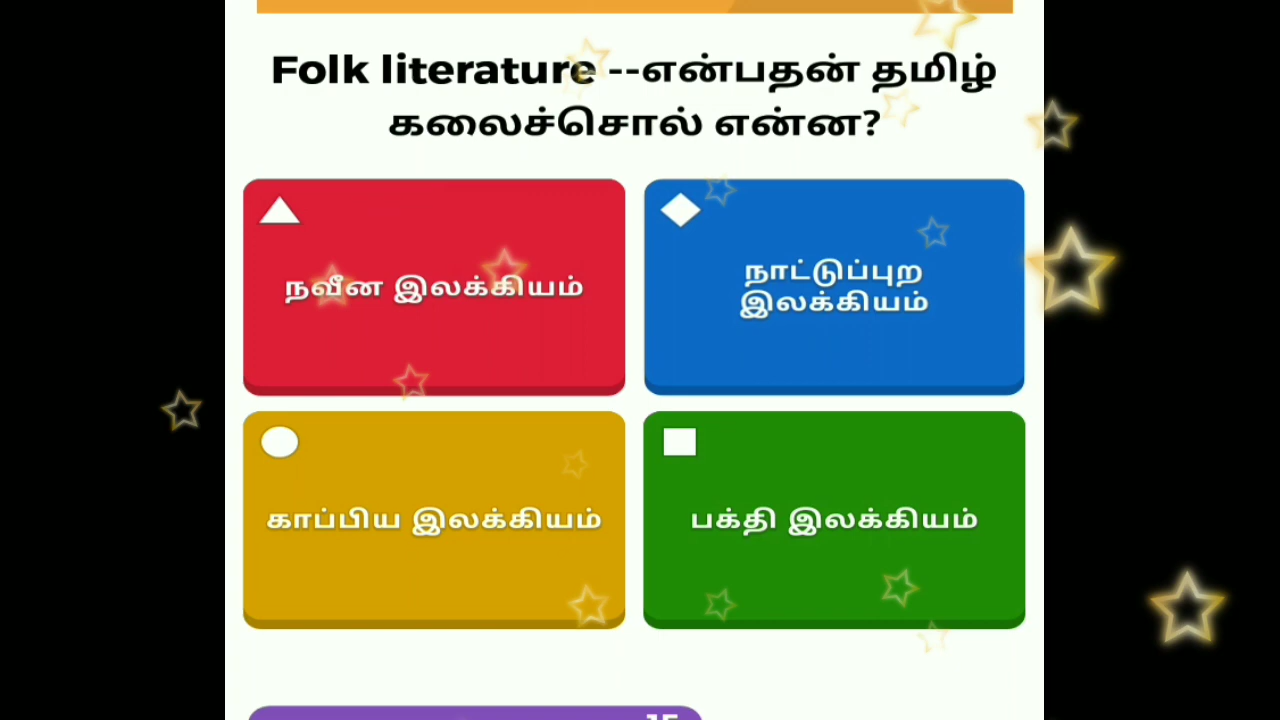 Folk literature --என்பதன் தமிழ்
கலைச்சொல் என்ன?
நவீன இலக்கியம்
நாட்டுப்புற
இலக்கியம்
காப்பிய இலக்கியம்
பக்தி இலக்கியம்